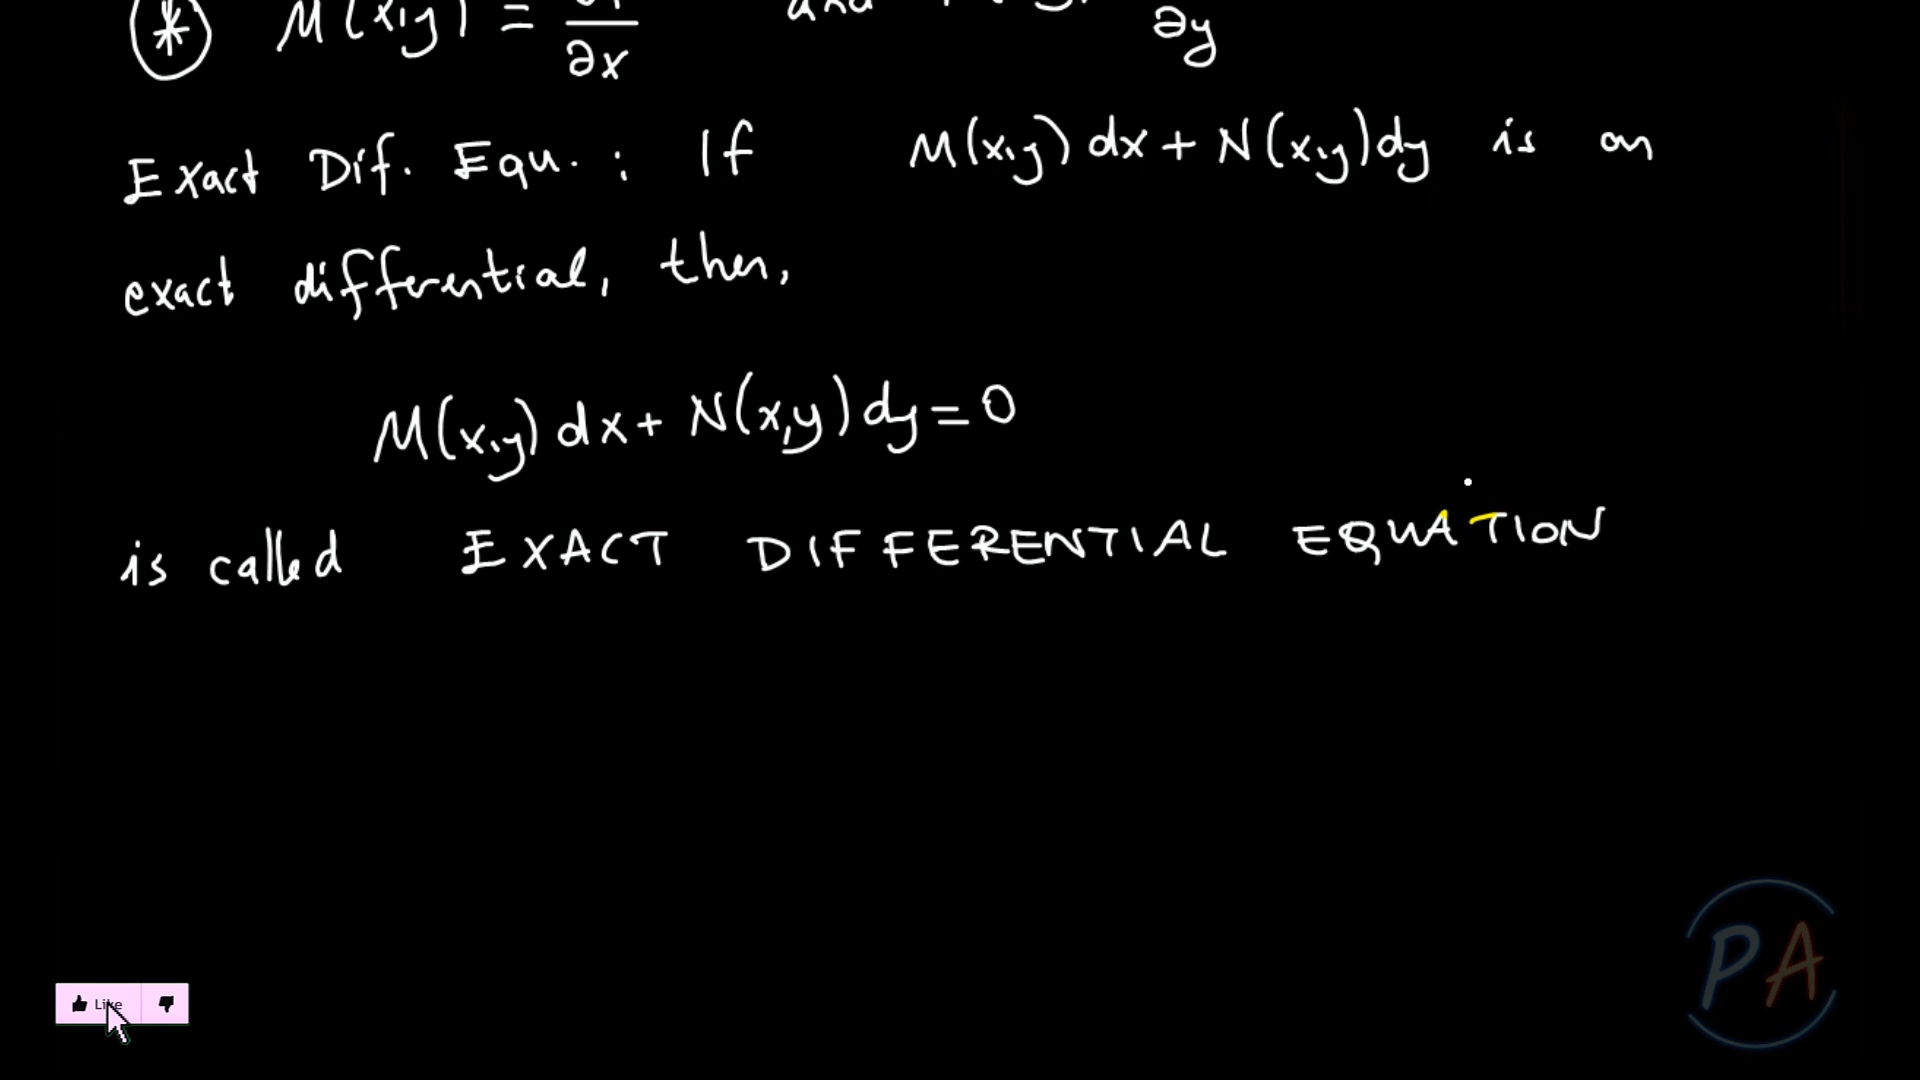 (*) M(x,y) = ∂x and ∂y
Exact Dif. Equ. : If M(x,y) dx + N(x,y) dy is an
exact differential, then,
M(x,y) dx + N(x,y) dy = 0
is called EXACT DIFFERENTIAL EQUATION
Like
PA